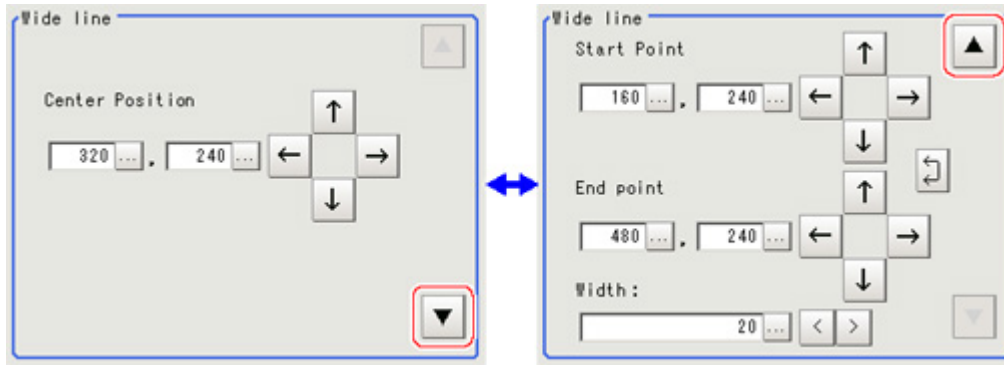 Wide line
Center Position
320 ... , 240 ...
Wide line
Start Point
160 ... , 240 ...
End point
480 ... , 240 ...
Width:
20 ... < >